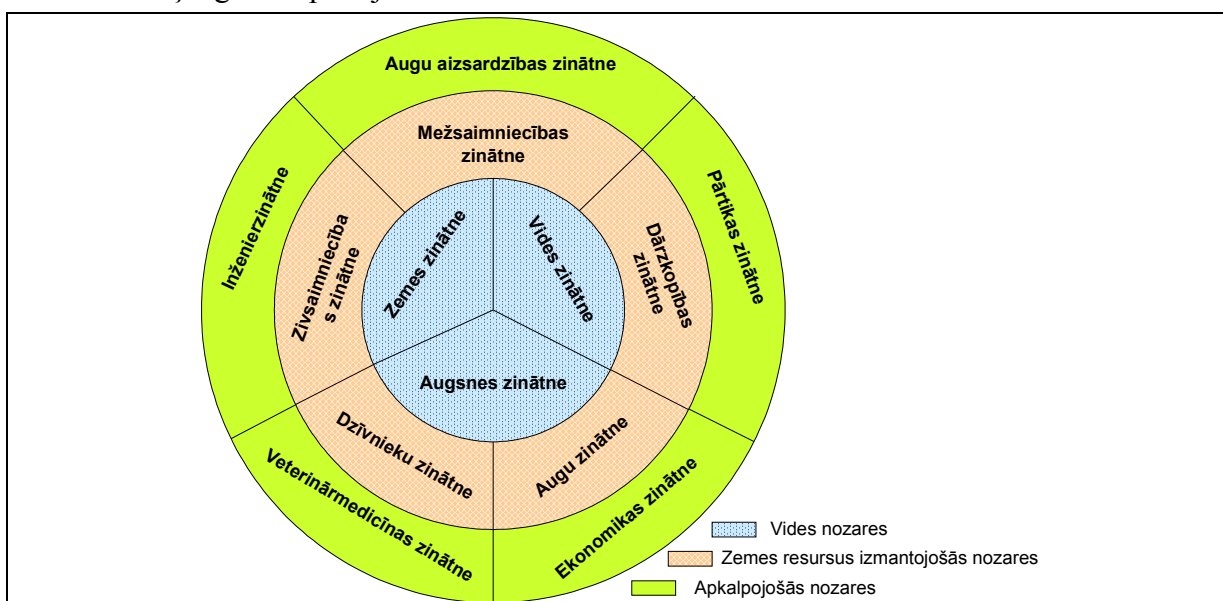 Augu aizsardzības zinātne
Mežsaimniecības
zinātne
Inženierzinātne
Zivsaimniecība
s zinātne
Zemes zinātne
Vides zinātne
Dārzkopības
zinātne
Pārtikas zinātne
Augsnes zinātne
Dzīvnieku zinātne
Augu zinātne
Veterinārmedicīnas zinātne
Ekonomikas zinātne
Vides nozares
Zemes resursus izmantojošās nozares
Apkalpojošās nozares